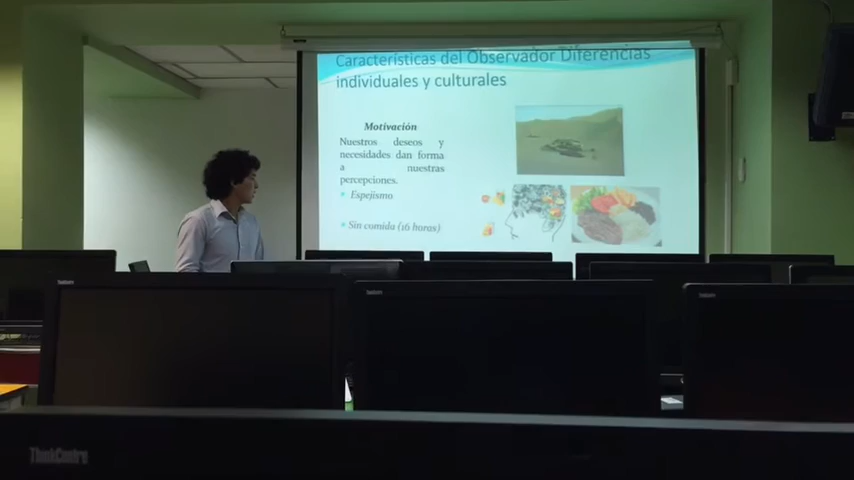 Características del Observador Diferencias
individuales y culturales
Motivación
Nuestros deseos y
necesidades dan forma
a nuestras
percepciones.
Espejismo
Sin comida (16 horas)
ThinkCentre